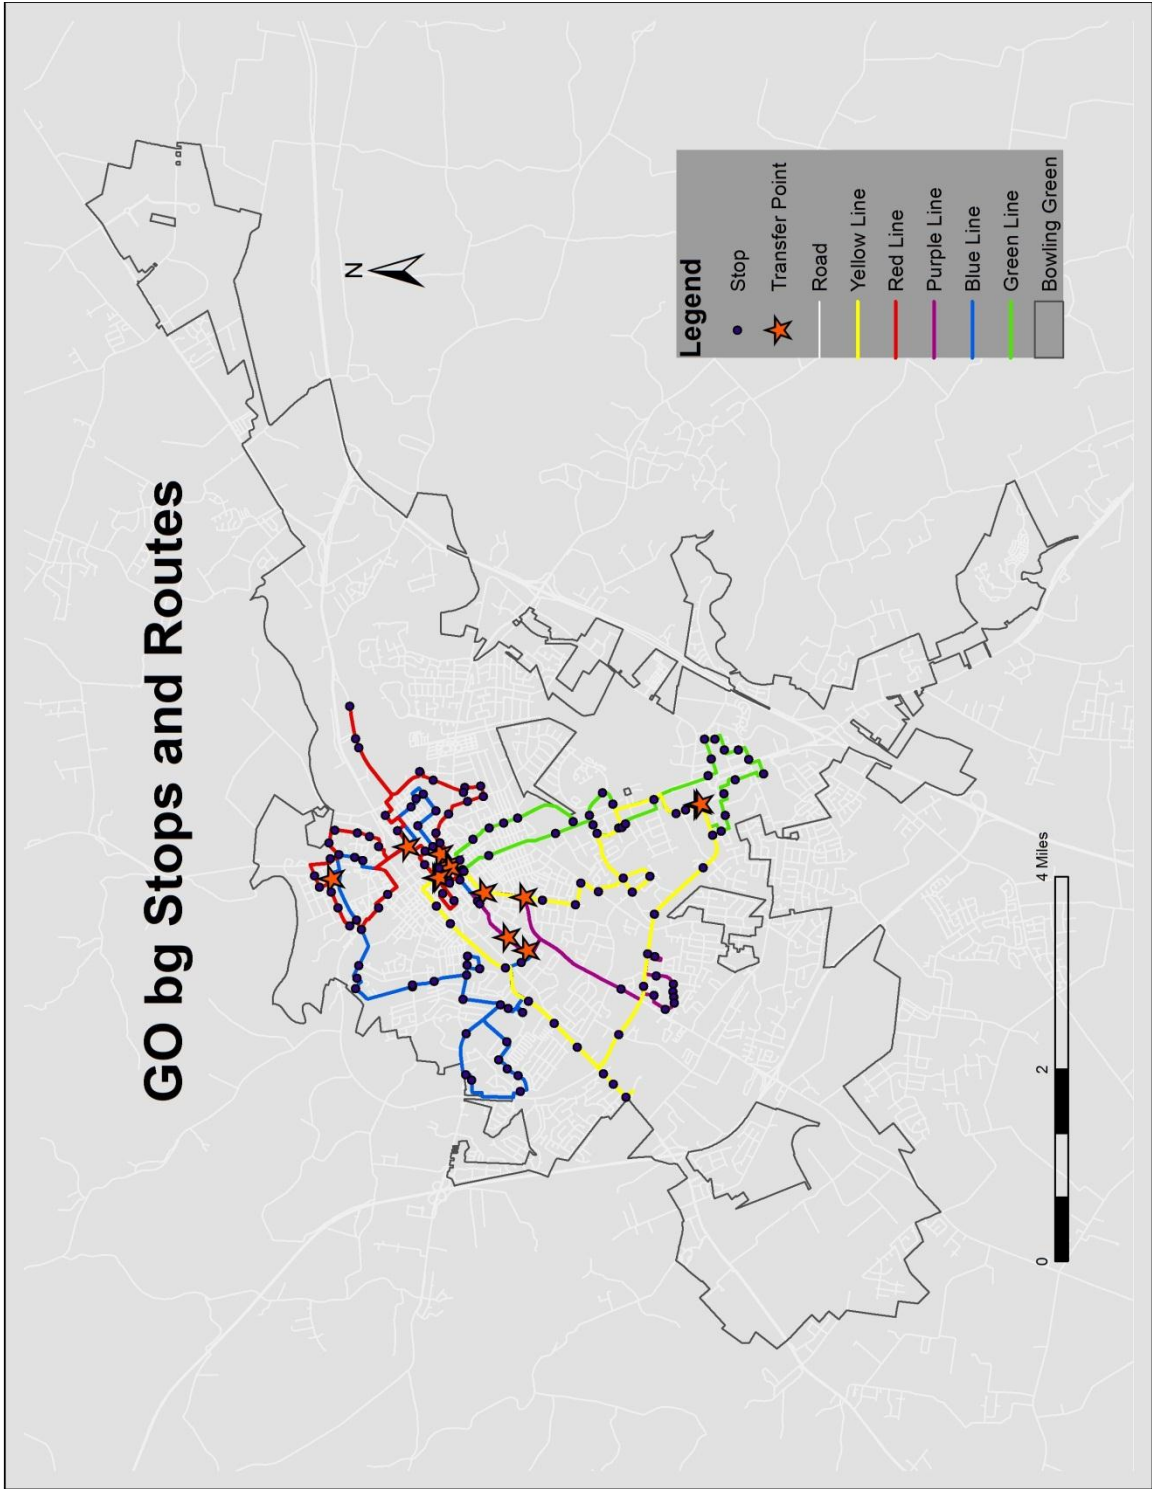 GO bg Stops and Routes
N
Legend
Stop
Transfer Point
Road
Yellow Line
Red Line
Purple Line
Blue Line
Green Line
Bowling Green
0 2 4 Miles